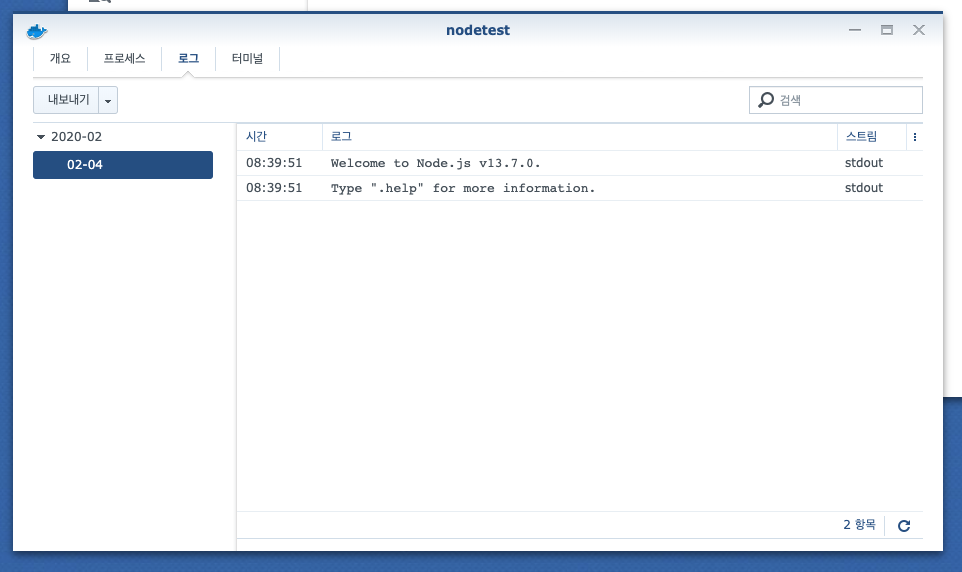 nodetest
개요 프로세스 로그 터미널
내보내기 검색
2020-02
02-04
시간 로그 스트림
08:39:51 Welcome to Node.js v13.7.0. stdout
08:39:51 Type ".help" for more information. stdout
2 항목